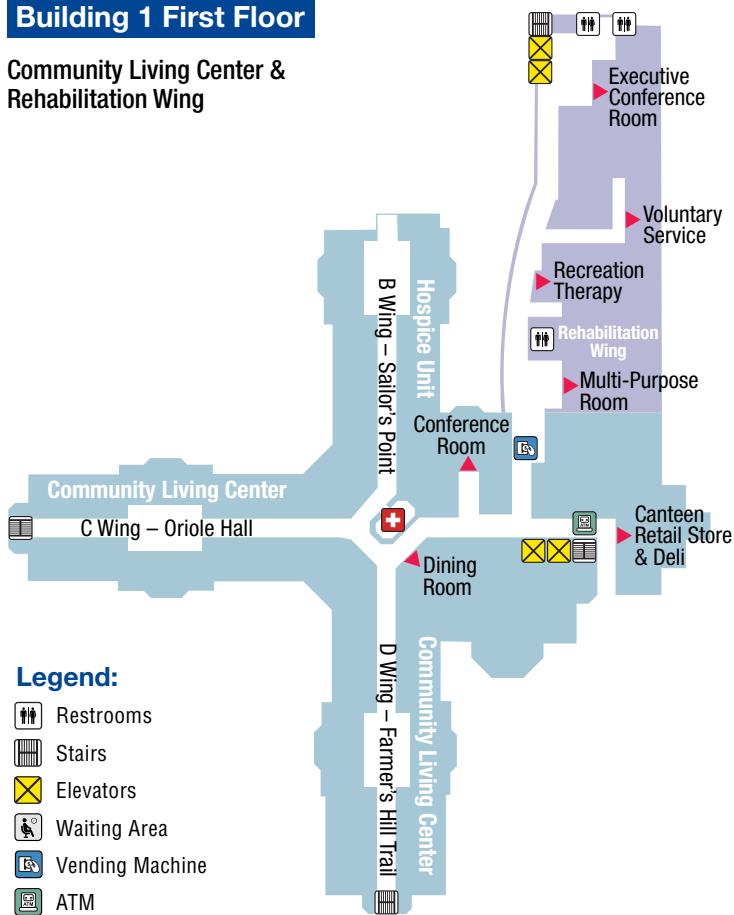 Building 1 First Floor
Community Living Center &
Rehabilitation Wing
Executive
Conference
Room
Voluntary
Service
Recreation
Therapy
Rehabilitation
Wing
Multi-Purpose
Room
Hospice Unit
B Wing – Sailor's Point
Conference
Room
Community Living Center
C Wing – Oriole Hall
ATM
Canteen
Retail Store
& Deli
Dining
Room
D Wing – Farmer's Hill Trail
Community Living Center
Legend:
Restrooms
Stairs
Elevators
Waiting Area
Vending Machine
ATM
ATM